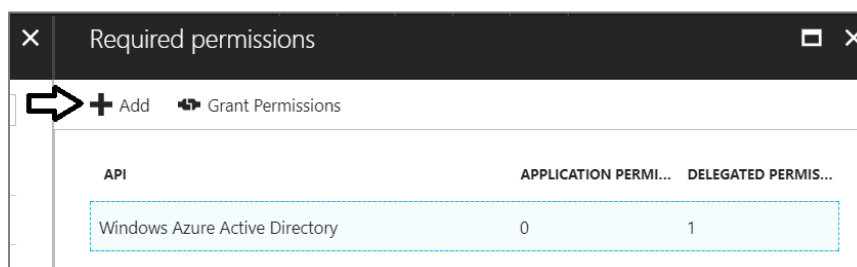 Required permissions
Add Grant Permissions
API APPLICATION PERMI... DELEGATED PERMIS...
Windows Azure Active Directory 0 1